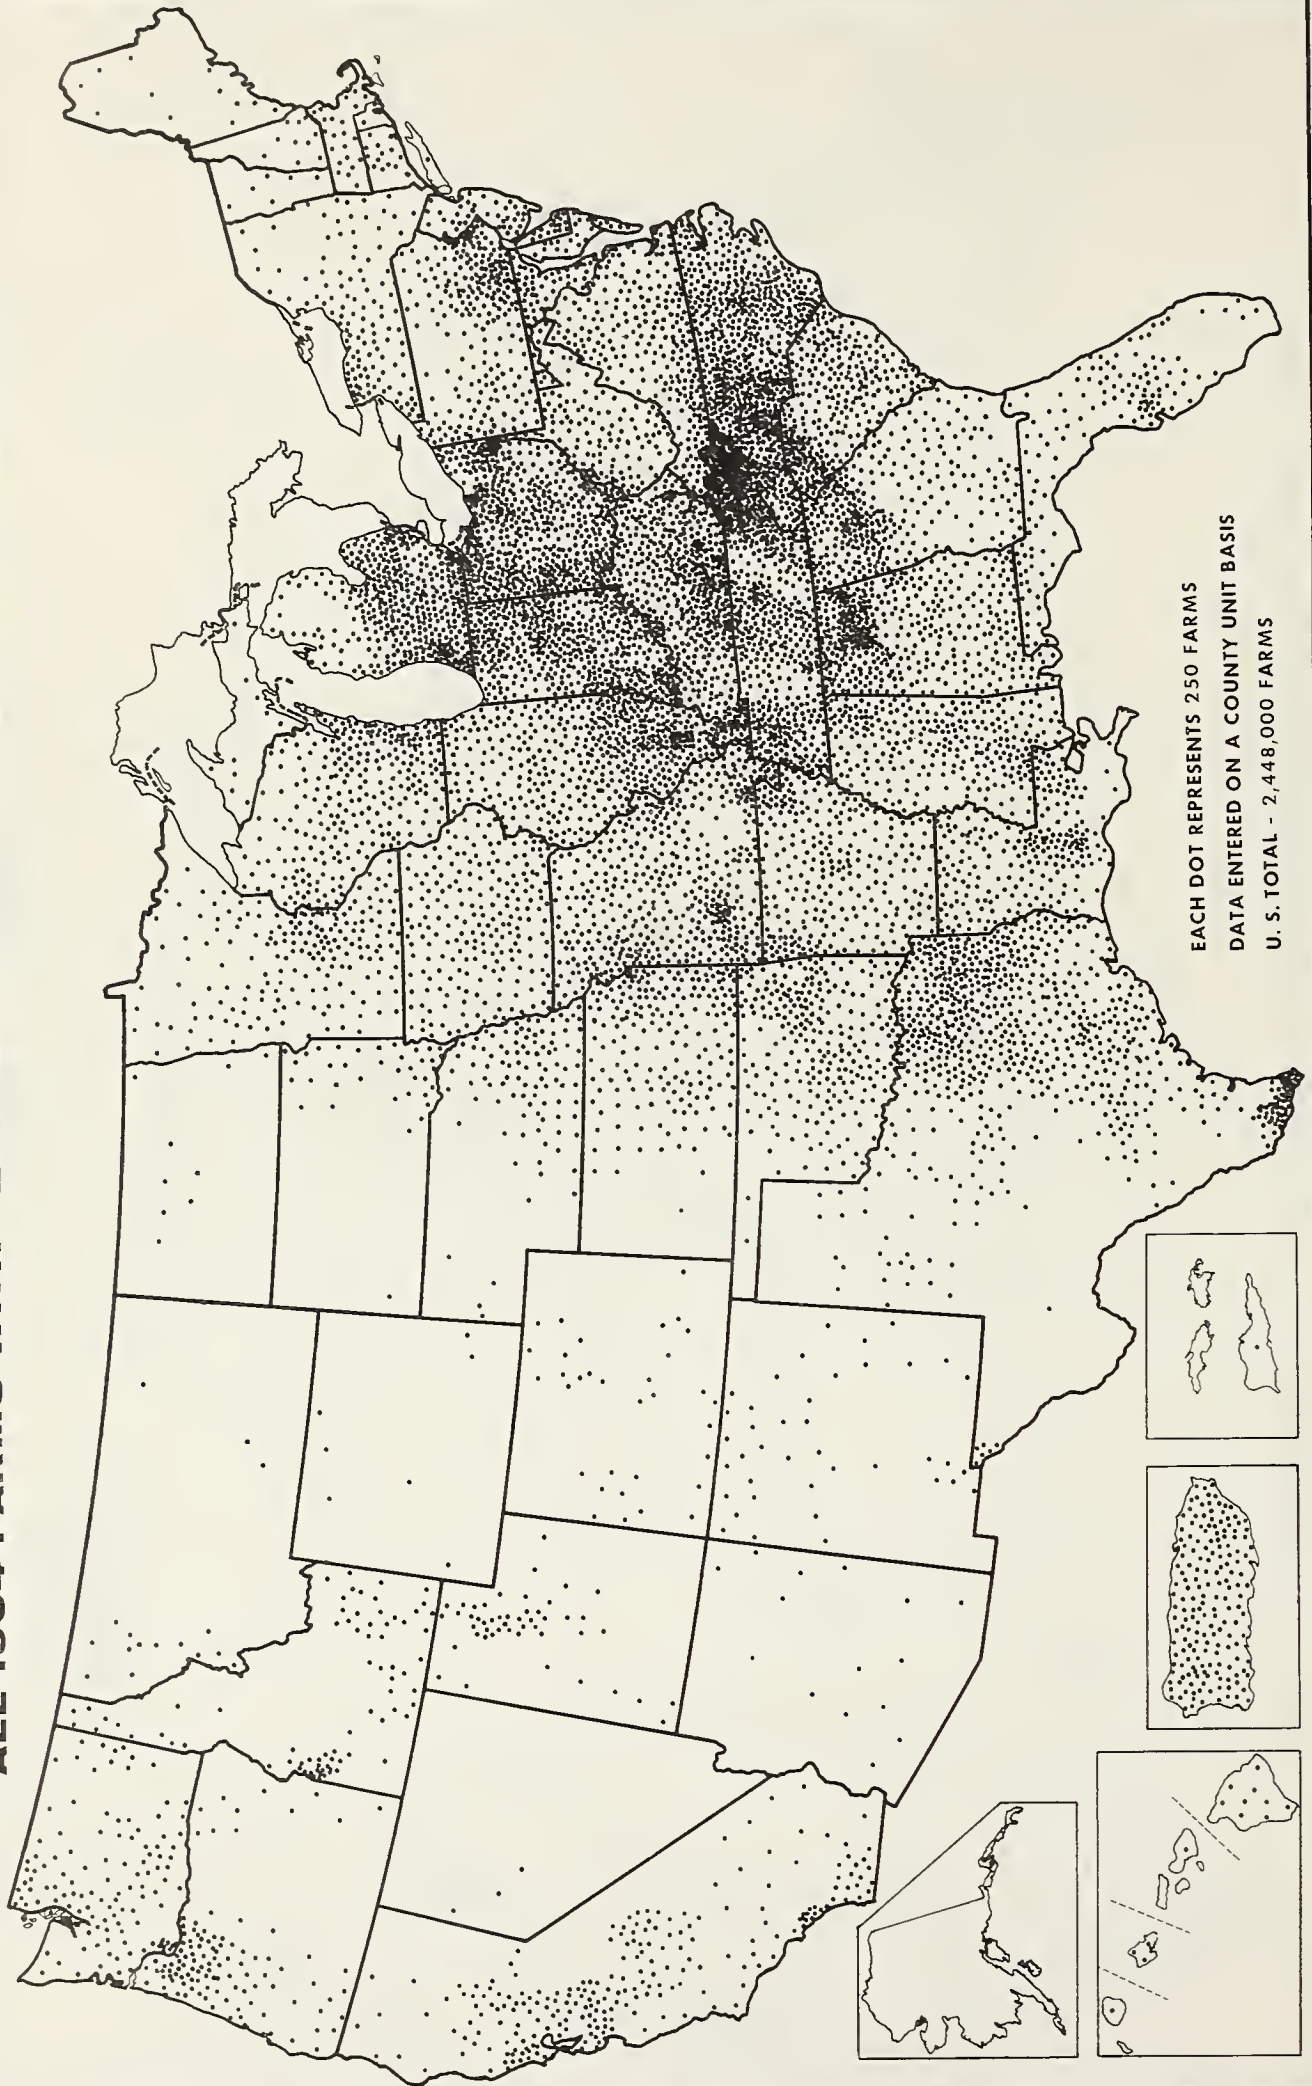 EACH DOT REPRESENTS 250 FARMS
DATA ENTERED ON A COUNTY UNIT BASIS
U. S. TOTAL - 2,448,000 FARMS